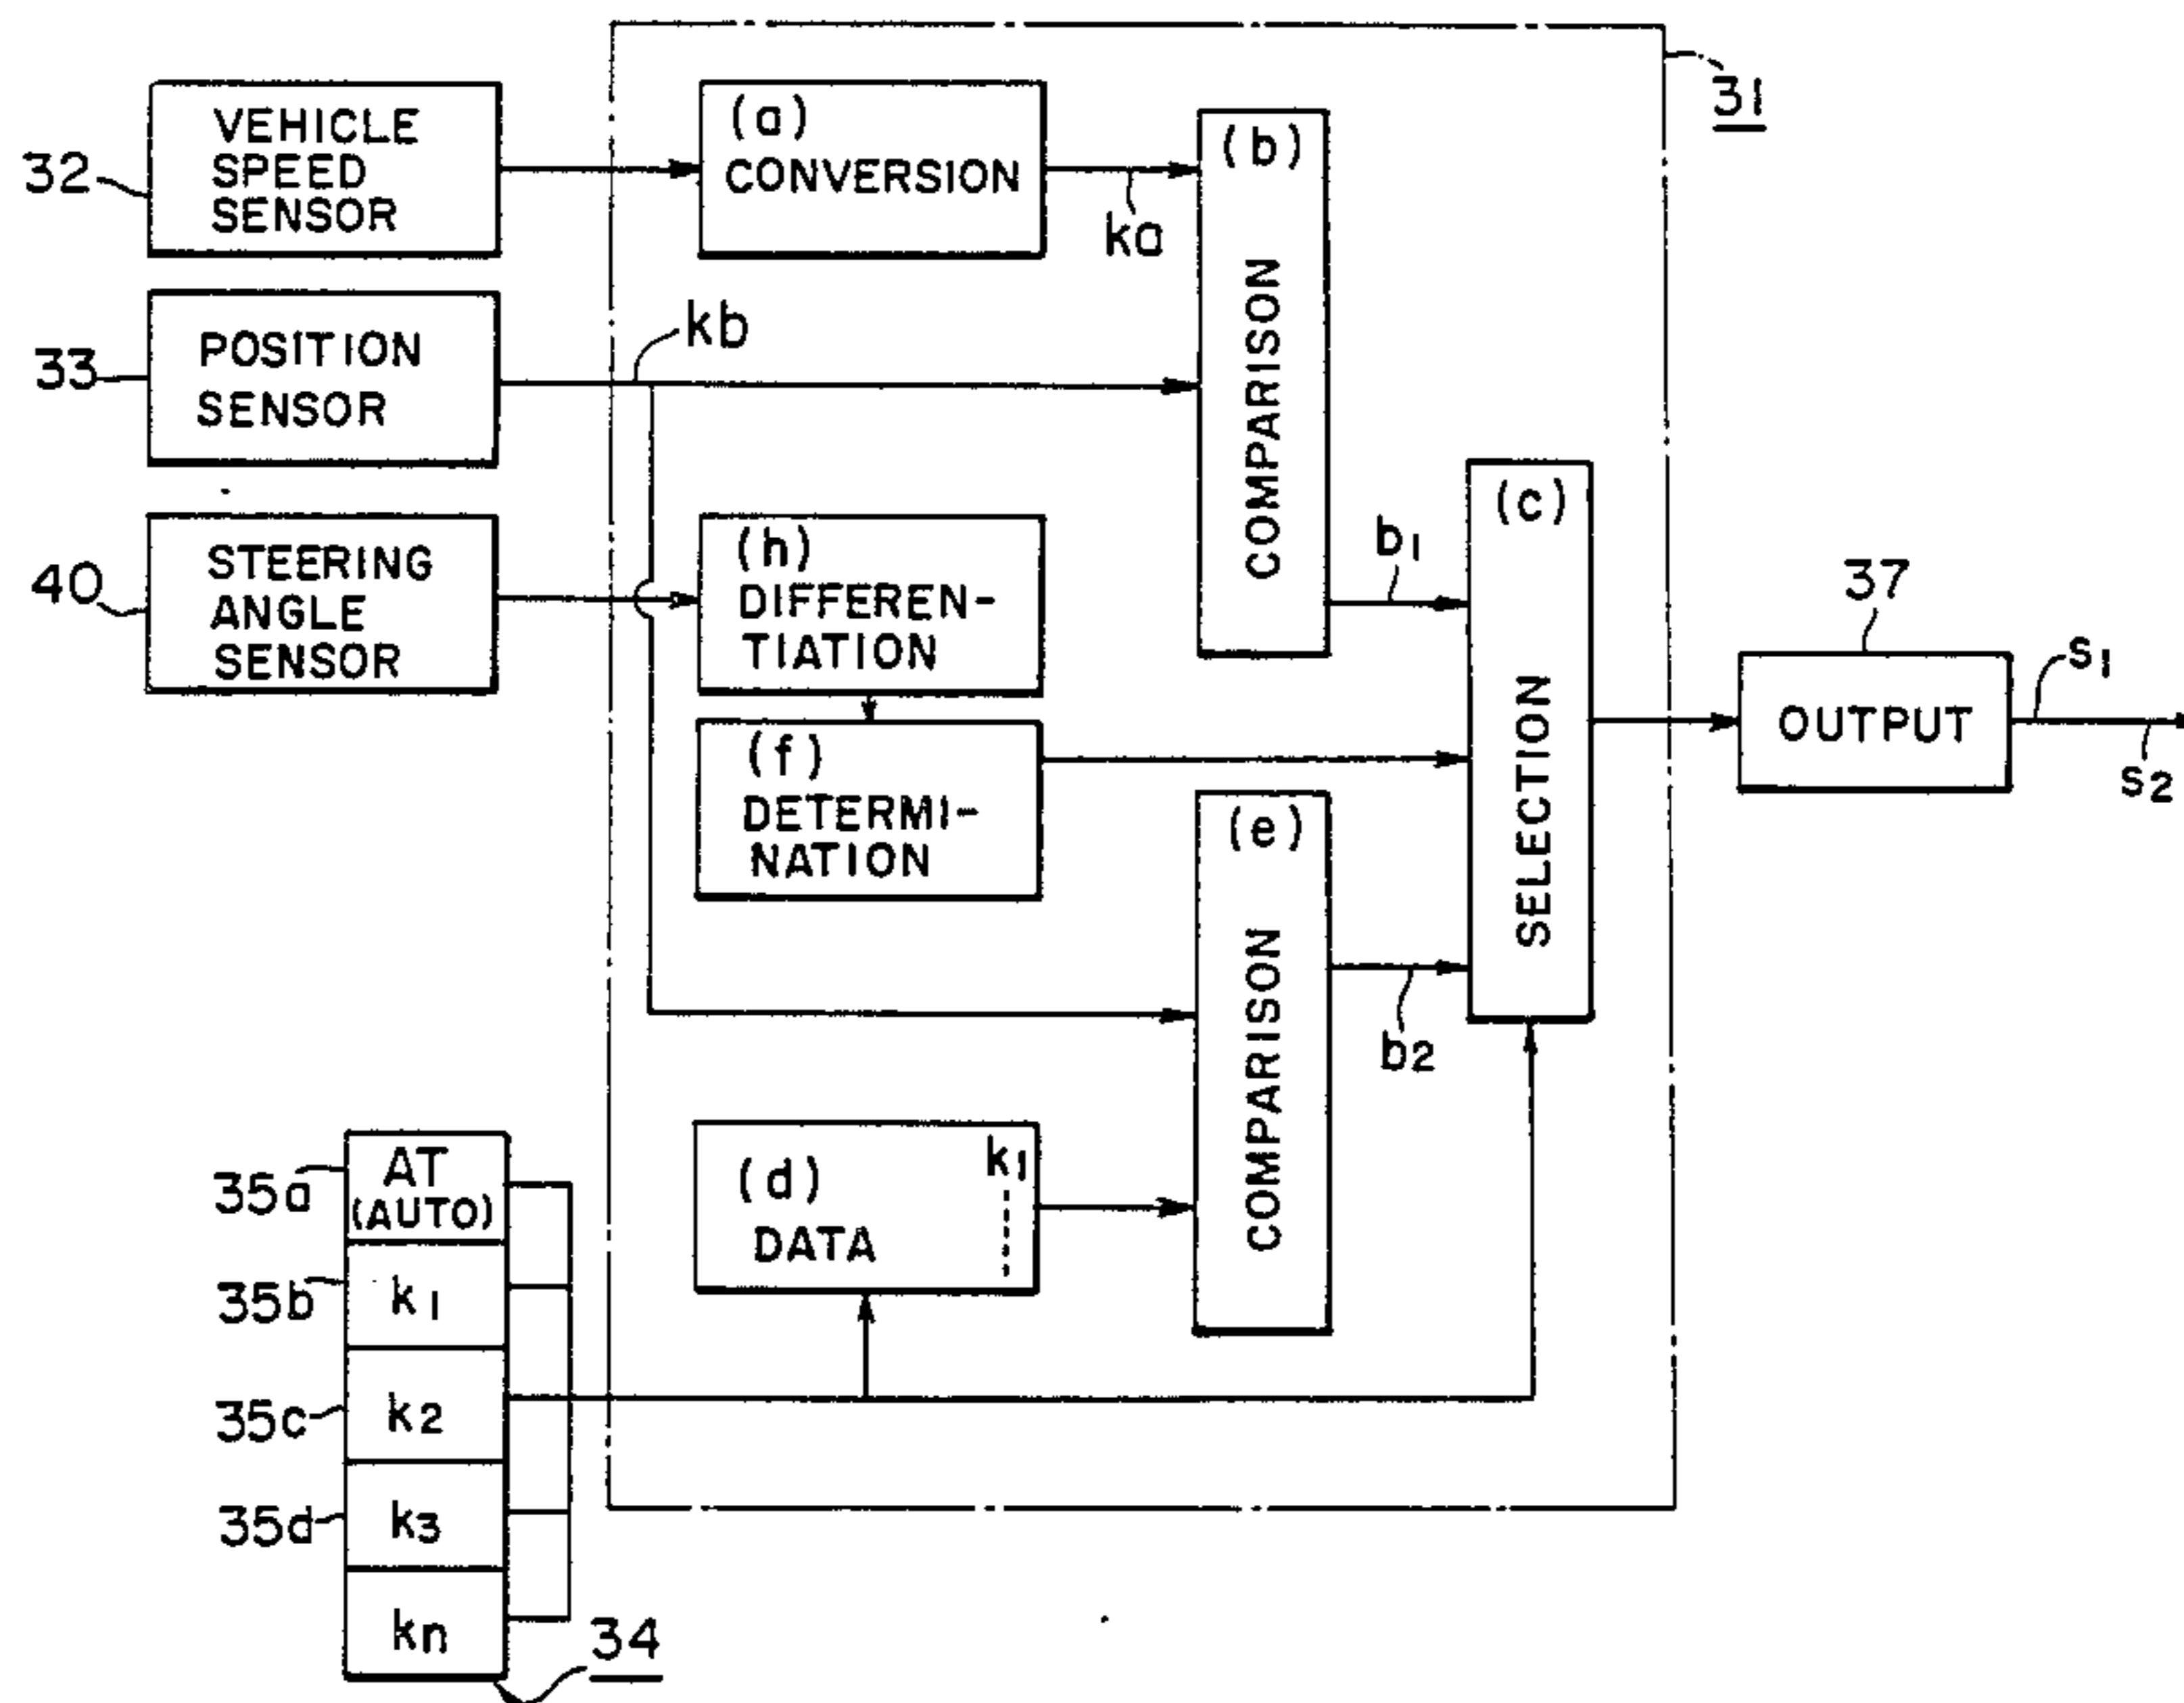 31
32
VEHICLE
SPEED
SENSOR
(a)
CONVERSION
ka
(b)
COMPARISON
33
POSITION
SENSOR
kb
40
STEERING
ANGLE
SENSOR
(h)
DIFFEREN-
TIATION
(f)
DETERMI-
NATION
b1
(c)
SELECTION
37
OUTPUT
s1
s2
(e)
COMPARISON
b2
(d)
DATA
k1
35a
AT
(AUTO)
35b
k1
35c
k2
35d
k3
kn
34